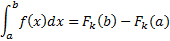 ∫_a^b f(x)dx = F_k(b) − F_k(a)